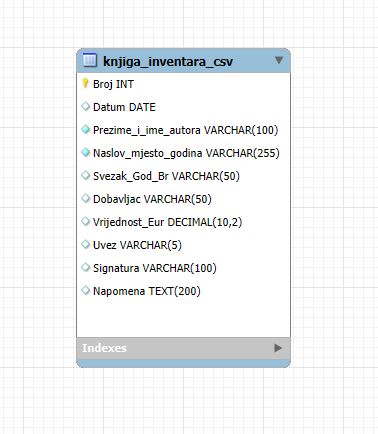 knjiga_inventara_csv
Broj INT
Datum DATE
Prezime_i_ime_autora VARCHAR(100)
Naslov_mjesto_godina VARCHAR(255)
Svezak_God_Br VARCHAR(50)
Dobavljac VARCHAR(50)
Vrijednost_Eur DECIMAL(10,2)
Uvez VARCHAR(5)
Signatura VARCHAR(100)
Napomena TEXT(200)
Indexes